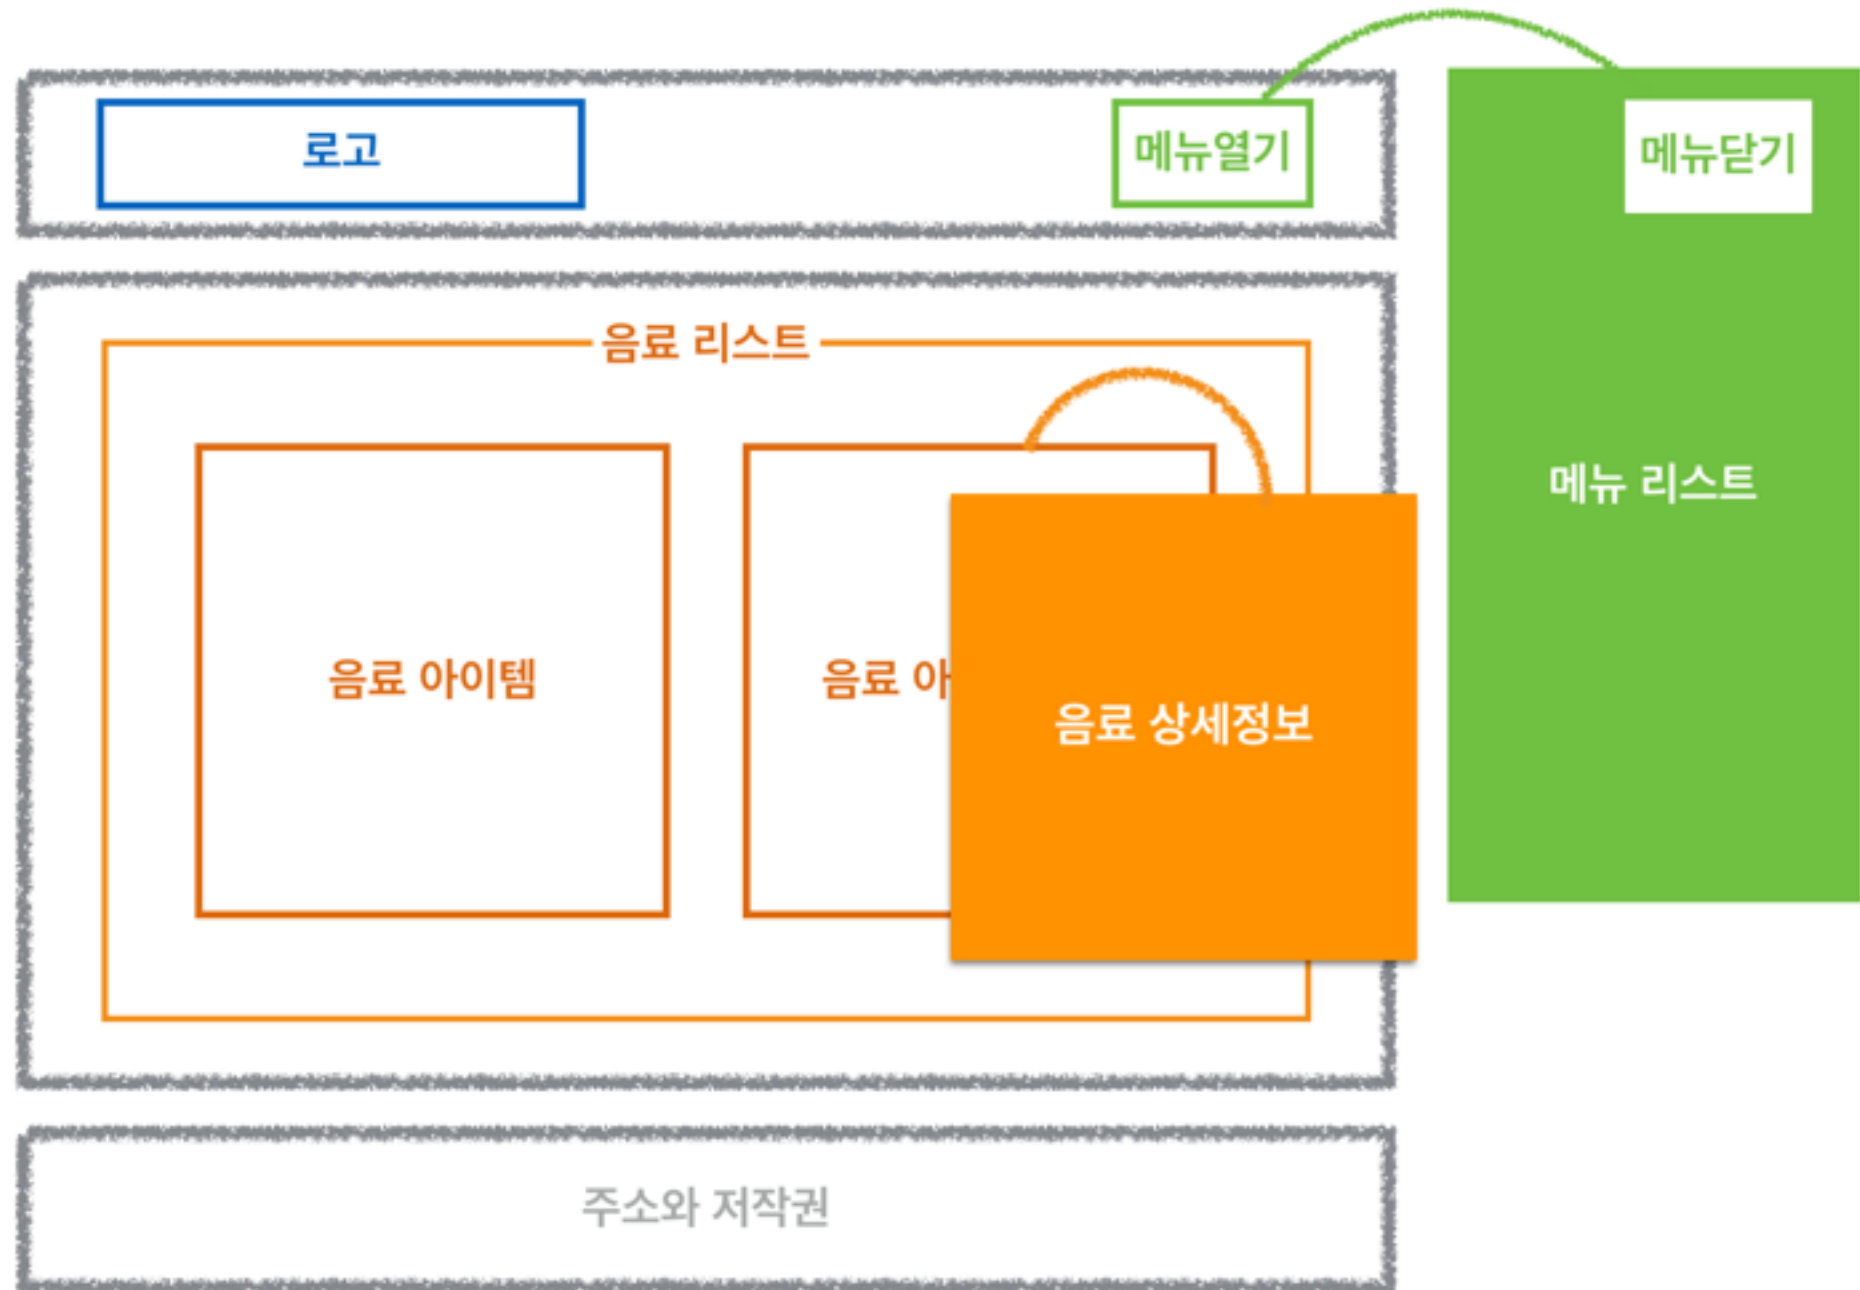 로고
메뉴열기
메뉴닫기
음료 리스트
메뉴 리스트
음료 아이템
음료 아
음료 상세정보
주소와 저작권